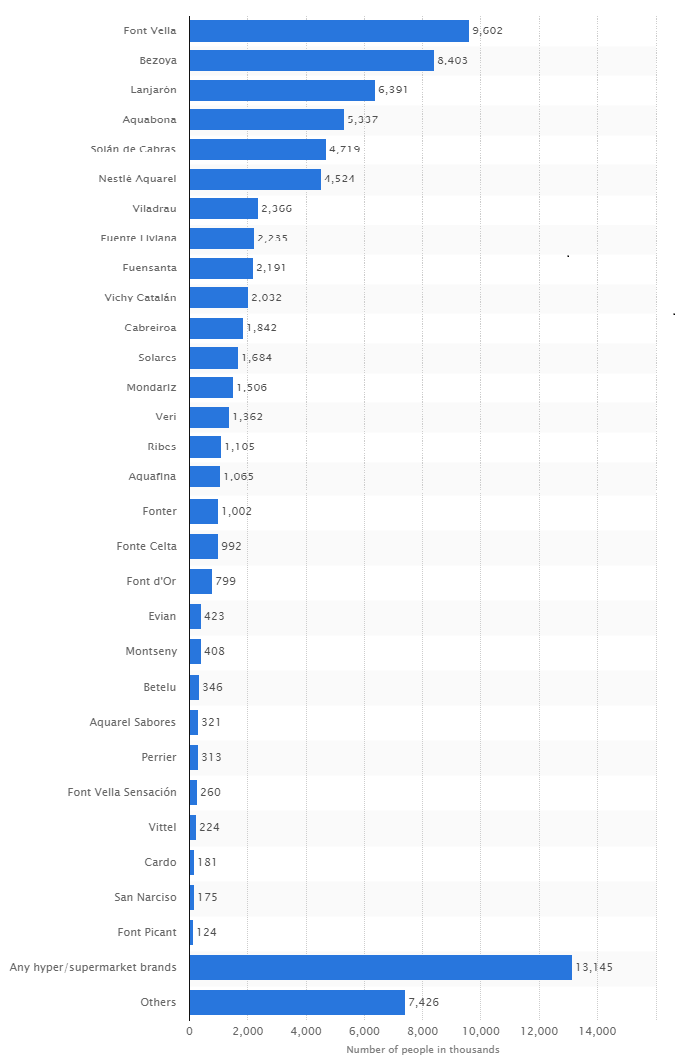 Font Vella 9,602
Bezoya 8,403
Lanjarón 6,391
Aquabona 5,337
Solán de Cabras 4,719
Nestlé Aquarel 4,524
Viladrau 2,366
Fuente Liviana 2,235
Fuensanta 2,191
Vichy Catalán 2,032
Cabreiroa 1,842
Solares 1,684
Mondariz 1,506
Veri 1,362
Ribes 1,105
Aquafina 1,065
Fonter 1,002
Fonte Celta 992
Font d'Or 799
Evian 423
Montseny 408
Betelu 346
Aquarel Sabores 321
Perrier 313
Font Vella Sensación 260
Vittel 224
Cardo 181
San Narciso 175
Font Picant 124
Any hyper/supermarket brands 13,145
Others 7,426
0 2,000 4,000 6,000 8,000 10,000 12,000 14,000
Number of people in thousands